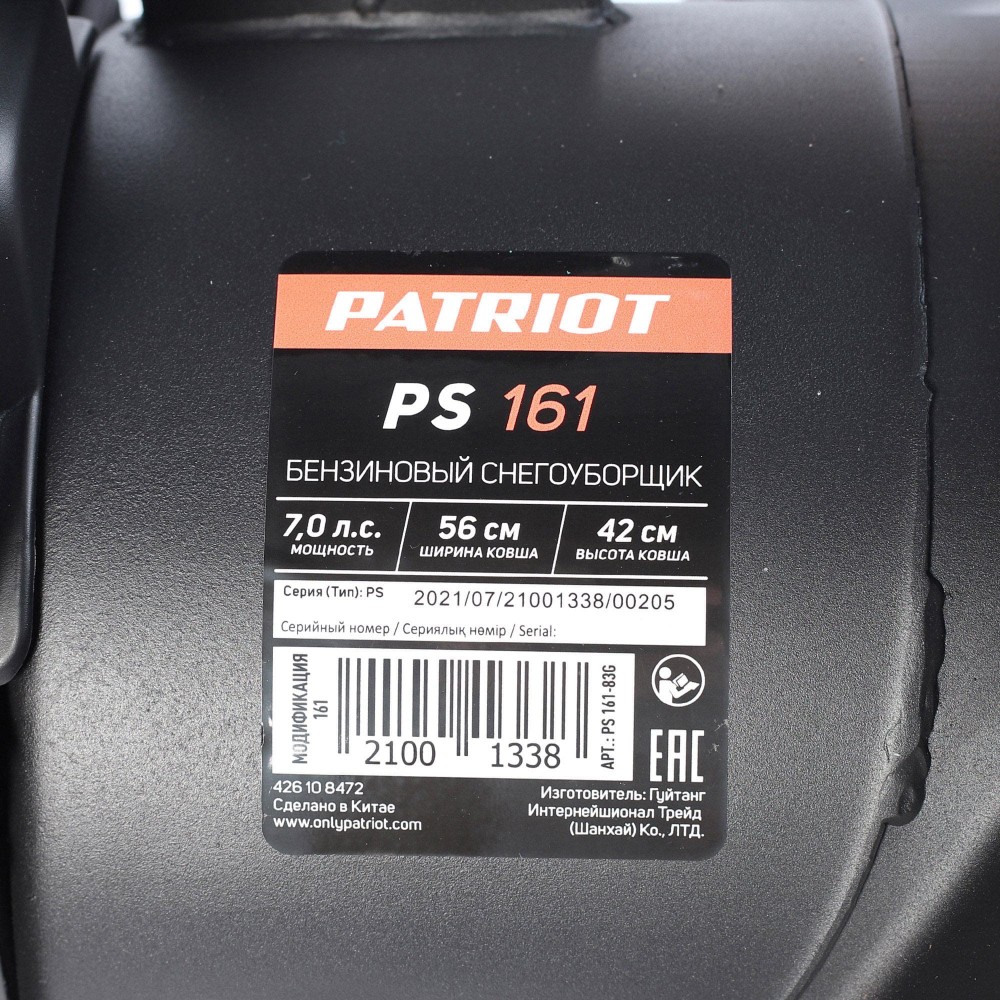 PATRIOT
PS 161
БЕНЗИНОВЫЙ СНЕГОУБОРЩИК
7,0 л.с.
МОЩНОСТЬ
56 см
ШИРИНА КОВША
42 см
ВЫСОТА КОВША
Серия (Тип): PS
2021/07/21001338/00205
Серийный номер / Сериялық нөмір / Serial:
МОДИФИКАЦИЯ
161
2100 1338
АРТ.: PS 161-83G
EAC
426 10 8472
Сделано в Китае
www.onlypatriot.com
Изготовитель: Гуйтанг
Интернейшионал Трейд
(Шанхай) Ко., ЛТД.